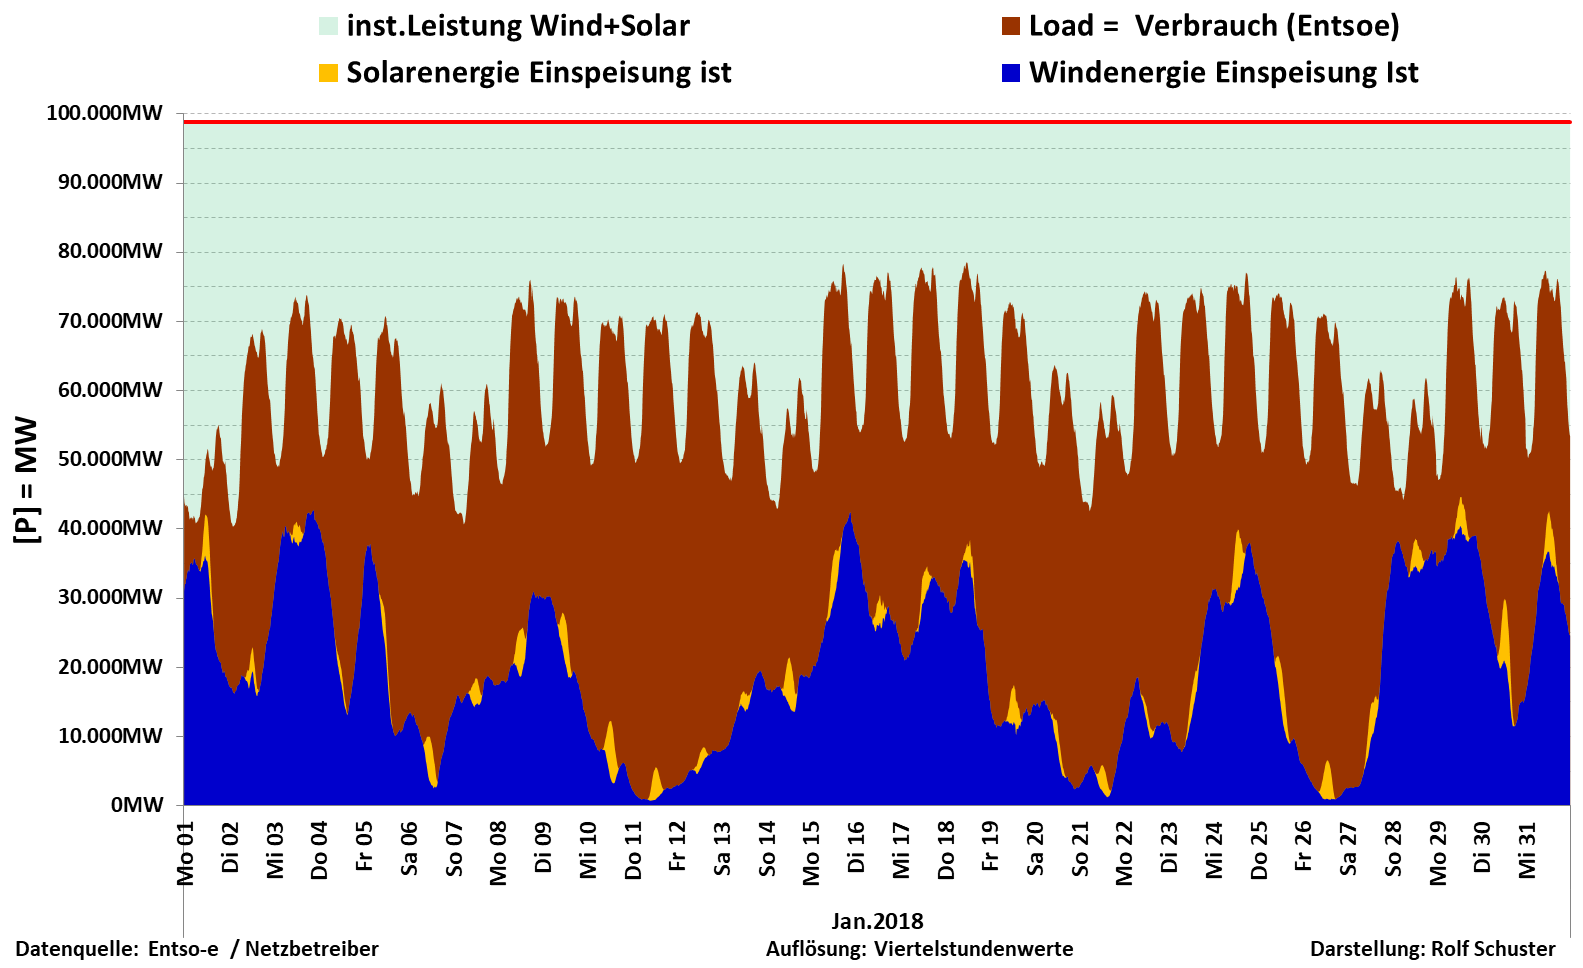 inst.Leistung Wind+Solar
Load = Verbrauch (Entsoe)
Solarenergie Einspeisung ist
Windenergie Einspeisung Ist
100.000MW
90.000MW
80.000MW
70.000MW
60.000MW
50.000MW
40.000MW
30.000MW
20.000MW
10.000MW
0MW
[P] = MW
Mo 01
Di 02
Mi 03
Do 04
Fr 05
Sa 06
So 07
Mo 08
Di 09
Mi 10
Do 11
Fr 12
Sa 13
So 14
Mo 15
Di 16
Mi 17
Do 18
Fr 19
Sa 20
So 21
Mo 22
Di 23
Mi 24
Do 25
Fr 26
Sa 27
So 28
Mo 29
Di 30
Mi 31
Jan.2018
Datenquelle: Entso-e / Netzbetreiber
Auflösung: Viertelstundenwerte
Darstellung: Rolf Schuster